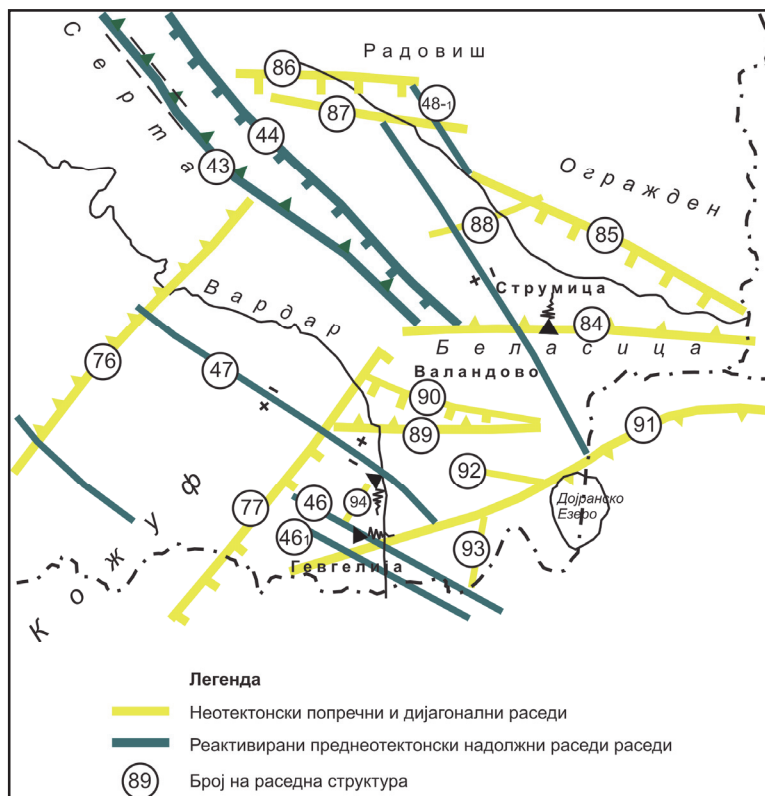 Серта
Радовиш
86
87
48-1
44
43
Огражден
88
85
Струмица
Вардар
84
Беласица
76
47
Валандово
90
89
91
92
Дојранско
Езеро
Кожуф
77
46
94
46₁
93
Гевгелија
Легенда
Неотектонски попречни и дијагонални раседи
Реактивирани преднеотектонски надолжни раседи раседи
89 Број на раседна структура